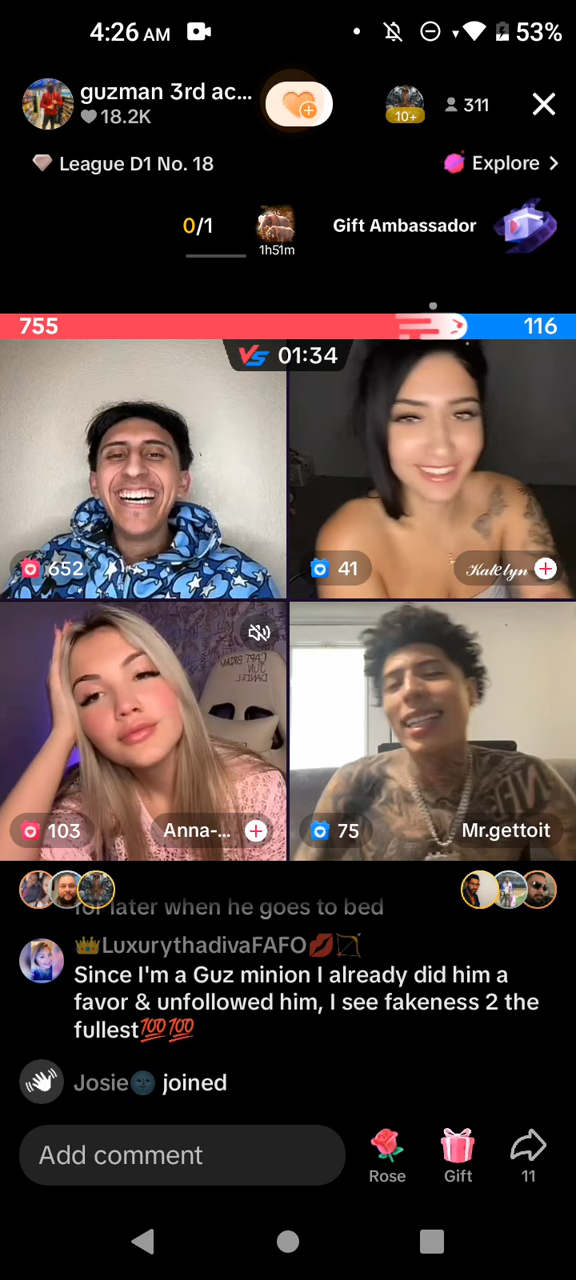 4:26 AM
53%
guzman 3rd ac...
18.2K
10+
311
League D1 No. 18
Explore >
0/1
1h51m
Gift Ambassador
755
116
VS 01:34
652
41
𝒦𝒶𝓉ℯlyn
103
Anna-...
75
Mr.gettoit
for later when he goes to bed
👑LuxurythadivaFAFO💋🏹
Since I'm a Guz minion I already did him a
favor & unfollowed him, I see fakeness 2 the
fullest💯💯
Josie🌚 joined
Add comment
Rose
Gift
11